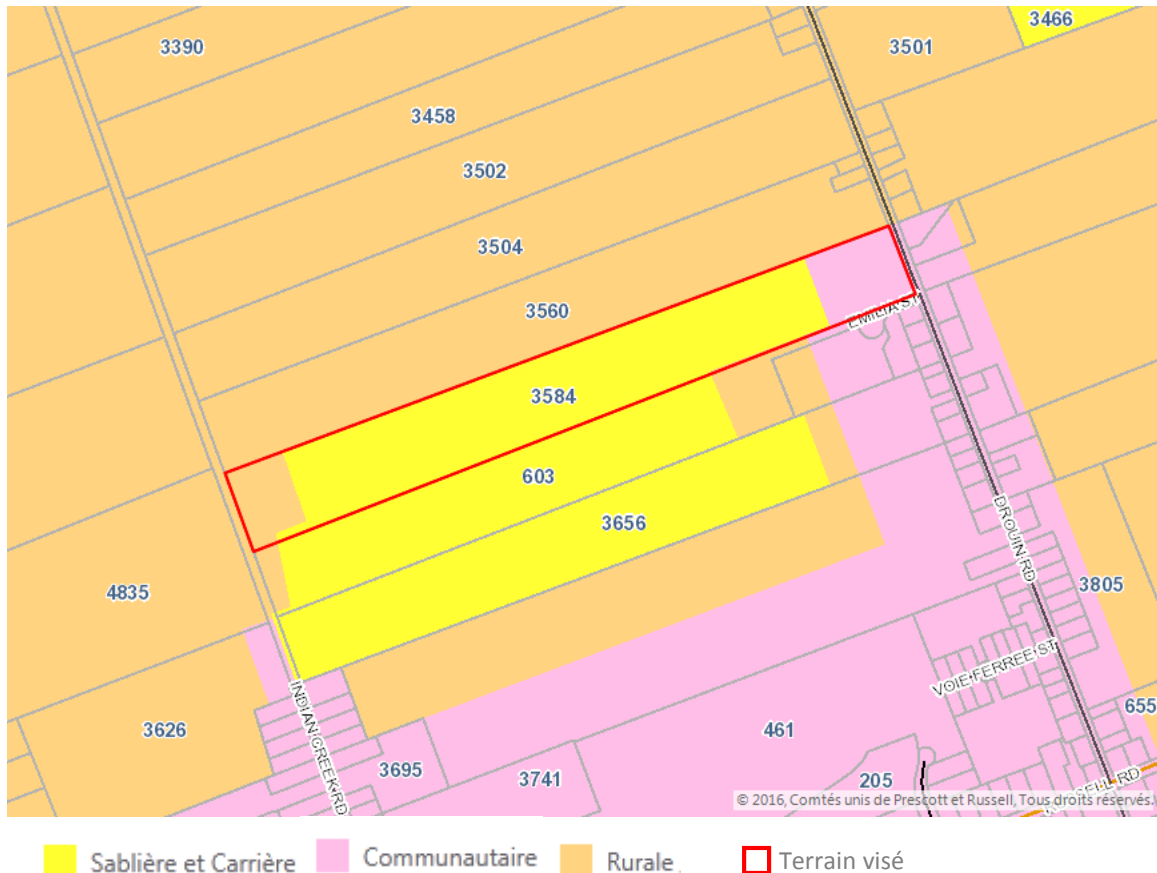 3466
3390
3501
3458
3502
3504
3560
EMILIA ST
3584
603
3656
DROUIN RD
4835
3805
VOIE FERREE ST
INDIAN CREEK RD
655
3626
461
3695
3741
205
RUSSELL RD
© 2016, Comtés unis de Prescott et Russell, Tous droits réservés.
Sablière et Carrière Communautaire Rurale Terrain visé